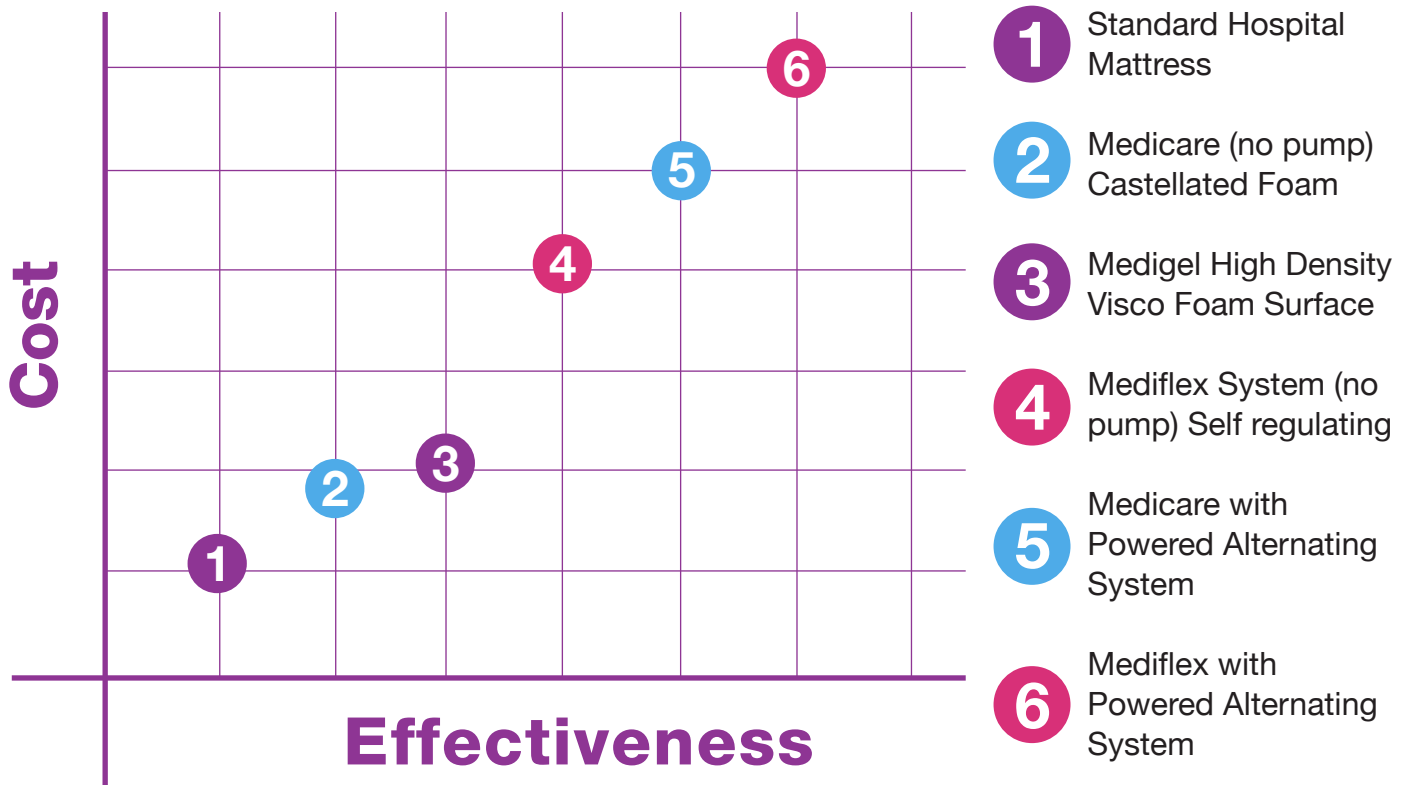 Cost
6
5
4
3
2
1
Effectiveness
1
Standard Hospital
Mattress
2
Medicare (no pump)
Castellated Foam
3
Medigel High Density
Visco Foam Surface
4
Mediflex System (no
pump) Self regulating
5
Medicare with
Powered Alternating
System
6
Mediflex with
Powered Alternating
System